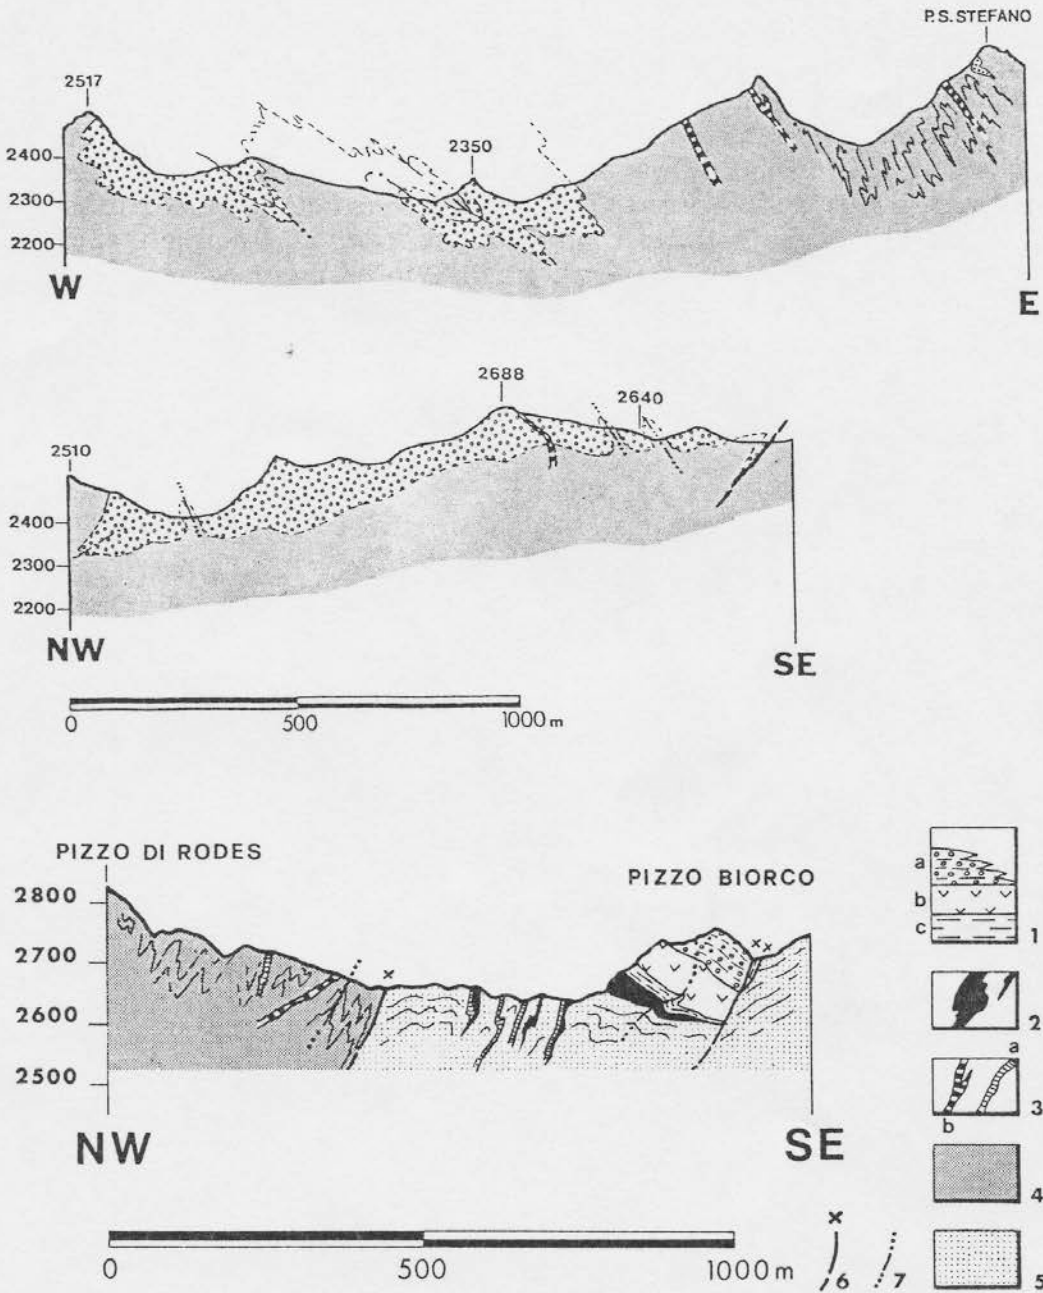 P.S.STEFANO
2517
2350
2400
2300
2200
W
E
2688
2640
2510
2400
2300
2200
NW
SE
0 500 1000 m
PIZZO DI RODES
PIZZO BIORCO
2800
2700
2600
2500
NW
SE
0 500 1000 m
a
b
c
1
2
a
3
b
4
5
6
7